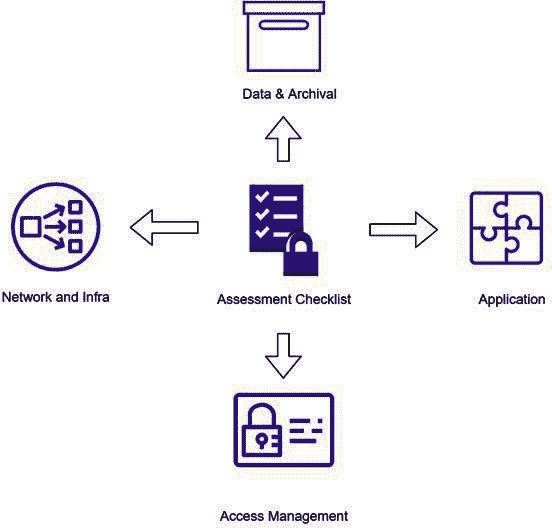 Data & Archival
Network and Infra
Assessment Checklist
Application
Access Management